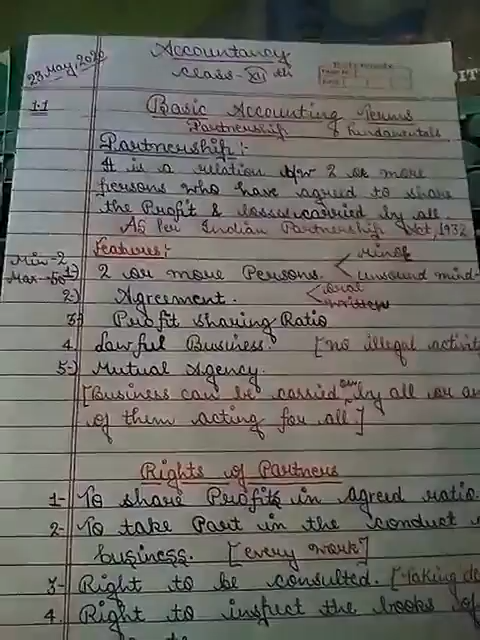 23 May 2020
Accountancy
Class - XII th
1.1
Basic Accounting Terms
Partnership Fundamentals
Partnership :-
It is a relation b/w 2 or more
persons who have agreed to share
the Profit & losses carried by all.
As per Indian Partnership Act, 1932
Features :-
Min - 2
Max - 50
1-) 2 or more Persons. < minor
unsound mind
2-) Agreement. < oral
written
3-) Profit sharing Ratio
4. Lawful Business. [no illegal
5-) Mutual Agency.
[Business can be carried on by all or
of them acting for all.]
Rights of Partners
1- To share Profits in agreed ratio
2- To take Part in the conduct
business. [every work]
3- Right to be consulted. [taking
4. Right to inspect the books of